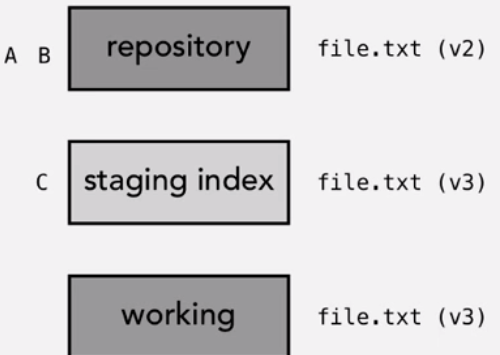 A B repository file.txt (v2)
C staging index file.txt (v3)
working file.txt (v3)